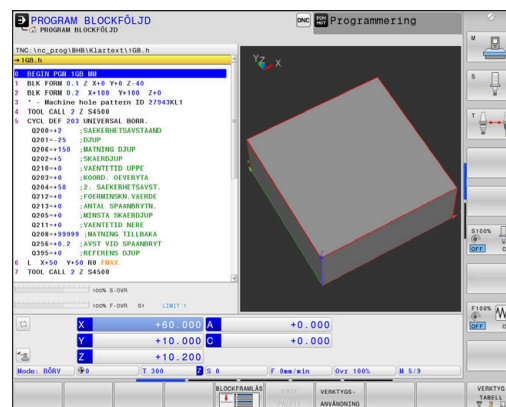 PROGRAM BLOCKFÖLJD
PROGRAM BLOCKFÖLJD
DNC
Programmering
TNC:\nc_prog\BHB\Klartext\1GB.h
→1GB.h
0 BEGIN PGM 1GB MM
1 BLK FORM 0.1 Z X+0 Y+0 Z-40
2 BLK FORM 0.2 X+100 Y+100 Z+0
3 * - Machine hole pattern ID 27943KL1
4 TOOL CALL 2 Z S4500
5 CYCL DEF 203 UNIVERSAL BORR.
Q200=+2 ;SAEKERHETSAVSTAAND
Q201=-25 ;DJUP
Q206=+150 ;MATNING DJUP
Q202=+5 ;SKAERDJUP
Q210=+0 ;VAENTETID UPPE
Q203=+0 ;KOORD. OEVERYTA
Q204=+50 ;2. SAEKERHETSAVST.
Q212=+0 ;FOERMINSKN.VAERDE
Q213=+0 ;ANTAL SPAANBRYTN.
Q205=+0 ;MINSTA SKAERDJUP
Q211=+0 ;VAENTETID NERE
Q208=+99999 ;MATNING TILLBAKA
Q256=+0.2 ;AVST VID SPAANBRYT
Q395=+0 ;REFERENS DJUP
6 L X+50 Y+50 R0 FMAX
7 TOOL CALL 2 Z S4500
Y Z X
100% S-OVR
100% F-OVR S1 LIMIT 1
X +60.000 A +0.000
Y +10.000 C +0.000
Z +10.200
Mode: BÖRV 0 T 300 Z S 0 F 0mm/min Ovr 100% M 5/9
BLOCKFRAMLÄS
VERKTYGS-
ANVÄNDNING
VERKTYG
TABELL
M
S
T
S100%
OFF ON
F100%
OFF ON